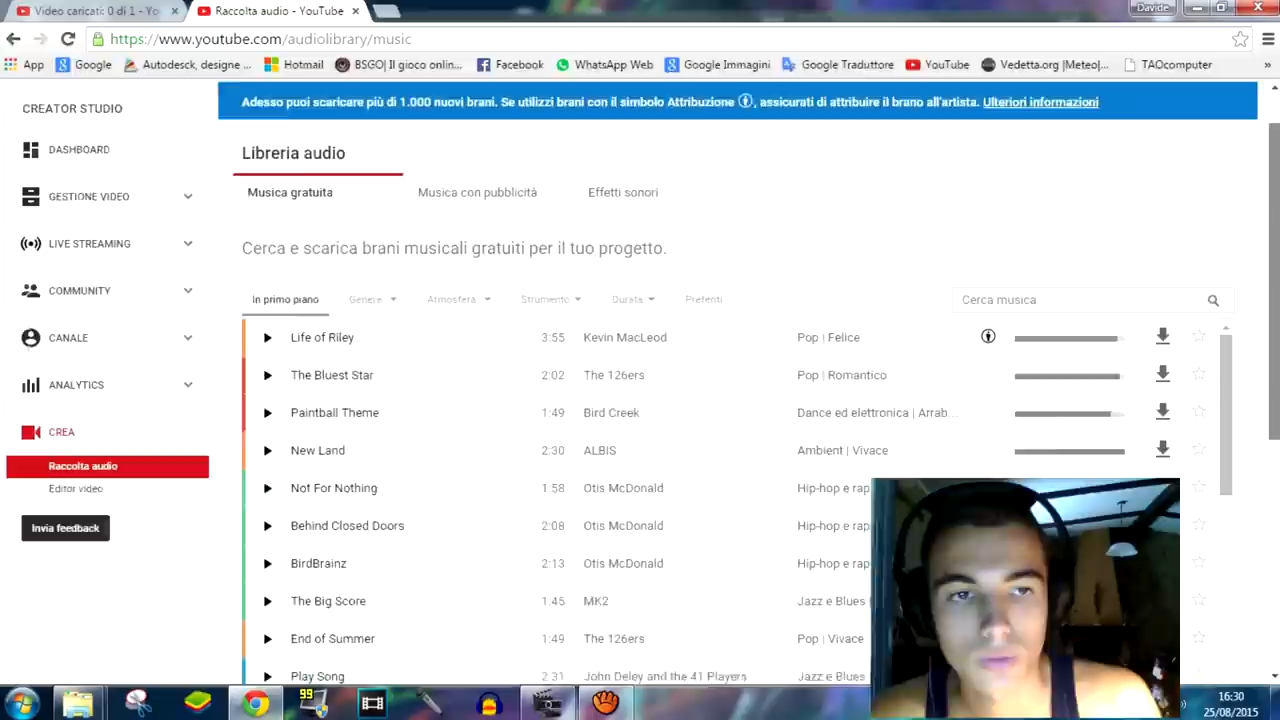 Video caricati: 0 di 1 - Yo
Raccolta audio - YouTube
Davide
https://www.youtube.com/audiolibrary/music
App
Google
Autodesck, designe ...
Hotmail
BSGO| Il gioco onlin...
Facebook
WhatsApp Web
Google Immagini
Google Traduttore
YouTube
Vedetta.org |Meteo|...
TAOcomputer
»
CREATOR STUDIO
DASHBOARD
GESTIONE VIDEO
LIVE STREAMING
COMMUNITY
CANALE
ANALYTICS
CREA
Raccolta audio
Editor video
Invia feedback
Adesso puoi scaricare più di 1.000 nuovi brani. Se utilizzi brani con il simbolo Attribuzione , assicurati di attribuire il brano all'artista. Ulteriori informazioni
Libreria audio
Musica gratuita
Musica con pubblicità
Effetti sonori
Cerca e scarica brani musicali gratuiti per il tuo progetto.
In primo piano
Genere
Atmosfera
Strumento
Durata
Preferiti
Cerca musica
Life of Riley 3:55 Kevin MacLeod Pop | Felice
The Bluest Star 2:02 The 126ers Pop | Romantico
Paintball Theme 1:49 Bird Creek Dance ed elettronica | Arrab...
New Land 2:30 ALBIS Ambient | Vivace
Not For Nothing 1:58 Otis McDonald Hip-hop e rap
Behind Closed Doors 2:08 Otis McDonald Hip-hop e rap
BirdBrainz 2:13 Otis McDonald Hip-hop e rap
The Big Score 1:45 MK2 Jazz e Blues |
End of Summer 1:49 The 126ers Pop | Vivace
Play Song 2:31 John Deley and the 41 Players Jazz e Blues |
99
16:30
25/08/2015